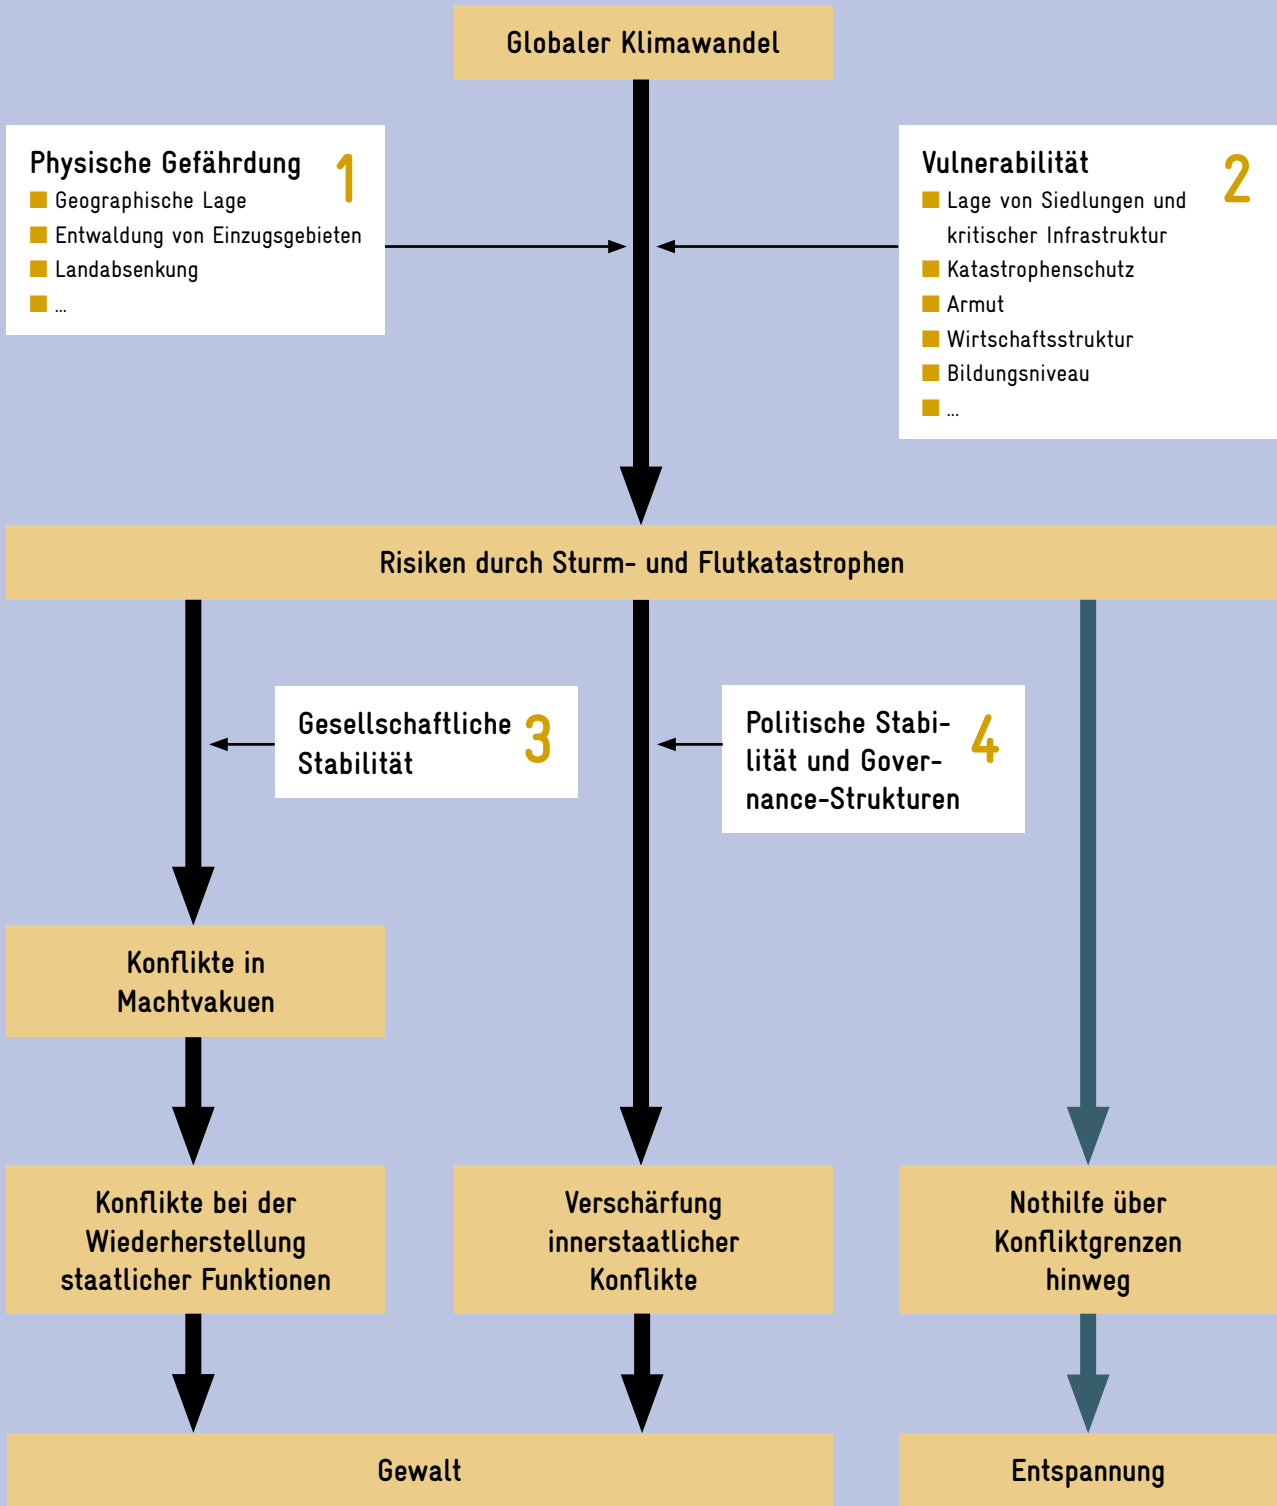 Globaler Klimawandel
Physische Gefährdung 1
Geographische Lage
Entwaldung von Einzugsgebieten
Landabsenkung
...
Vulnerabilität 2
Lage von Siedlungen und
kritischer Infrastruktur
Katastrophenschutz
Armut
Wirtschaftsstruktur
Bildungsniveau
...
Risiken durch Sturm- und Flutkatastrophen
Gesellschaftliche 3
Stabilität
Politische Stabi- 4
lität und Gover-
nance-Strukturen
Konflikte in
Machtvakuen
Konflikte bei der
Wiederherstellung
staatlicher Funktionen
Verschärfung
innerstaatlicher
Konflikte
Nothilfe über
Konfliktgrenzen
hinweg
Gewalt
Entspannung